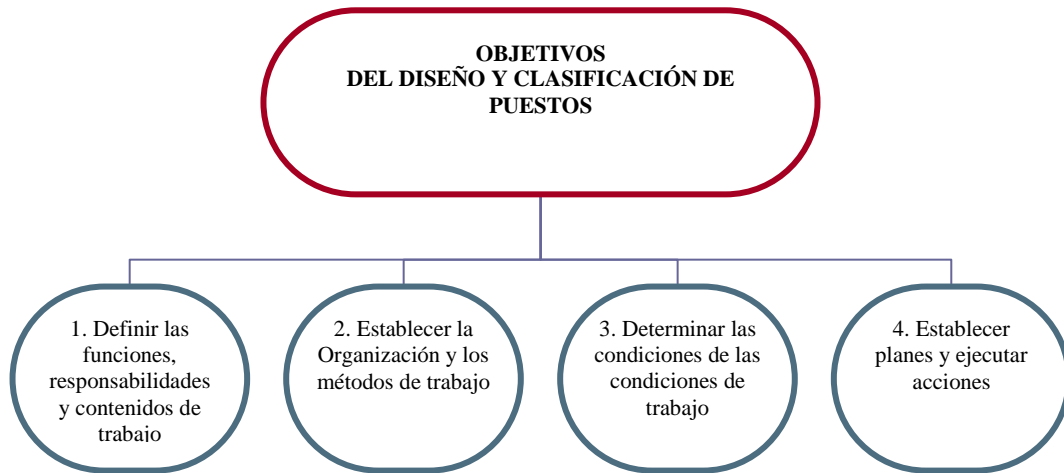 OBJETIVOS
DEL DISEÑO Y CLASIFICACIÓN DE
PUESTOS
1. Definir las
funciones,
responsabilidades
y contenidos de
trabajo
2. Establecer la
Organización y los
métodos de trabajo
3. Determinar las
condiciones de las
condiciones de
trabajo
4. Establecer
planes y ejecutar
acciones